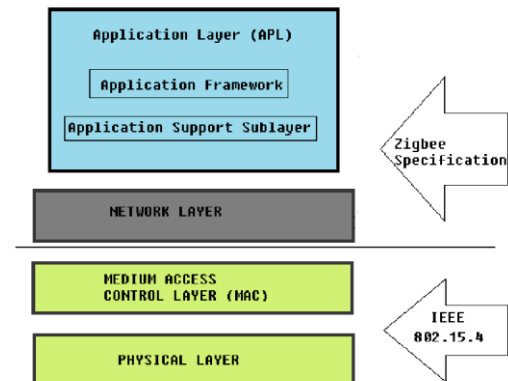 Application Layer (APL)
Application Framework
Application Support Sublayer
Zigbee
Specification
NETWORK LAYER
MEDIUM ACCESS
CONTROL LAYER (MAC)
IEEE
802.15.4
PHYSICAL LAYER